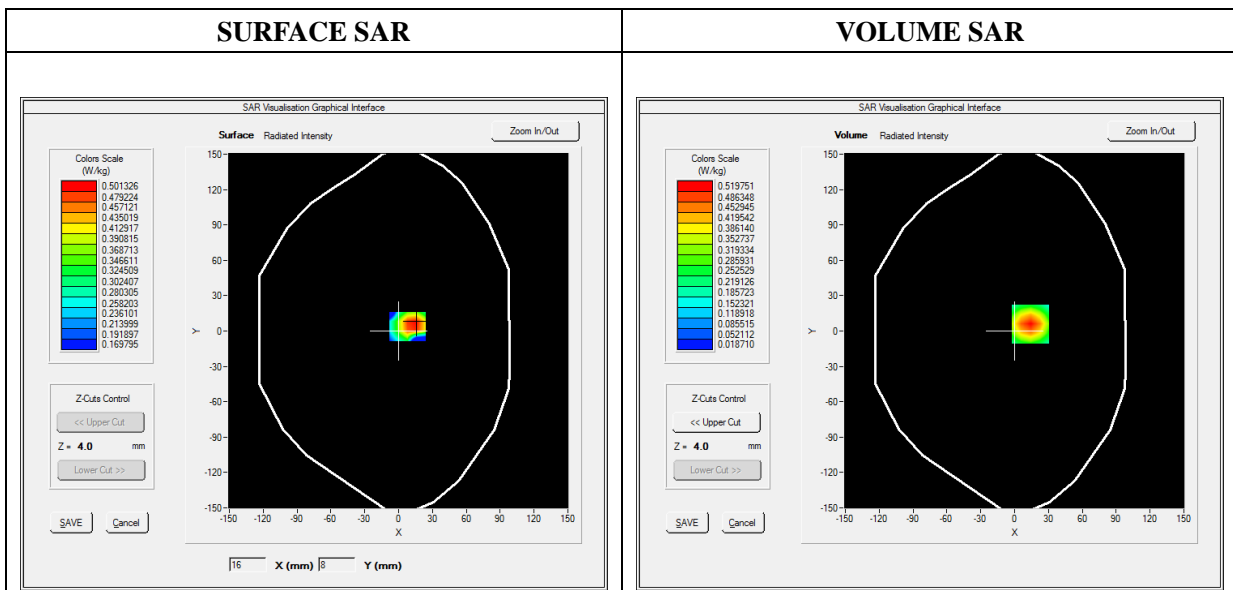 SURFACE SAR
SAR Visualisation Graphical Interface
Surface Radiated Intensity
Zoom In/Out
Colors Scale
(W/kg)
0.501326
0.479224
0.457121
0.435019
0.412917
0.390815
0.368713
0.346611
0.324509
0.302407
0.280305
0.258203
0.236101
0.213999
0.191897
0.169795
Z-Cuts Control
<< Upper Cut
Z = 4.0 mm
Lower Cut >>
SAVE Cancel
150
120
90
60
30
0
-30
-60
-90
-120
-150
Y
-150 -120 -90 -60 -30 0 30 60 90 120 150
X
16 X (mm) 8 Y (mm)
VOLUME SAR
SAR Visualisation Graphical Interface
Volume Radiated Intensity
Zoom In/Out
Colors Scale
(W/kg)
0.519751
0.486348
0.452945
0.419542
0.386140
0.352737
0.319334
0.285931
0.252529
0.219126
0.185723
0.152321
0.118918
0.085515
0.052112
0.018710
Z-Cuts Control
<< Upper Cut
Z = 4.0 mm
Lower Cut >>
SAVE Cancel
150
120
90
60
30
0
-30
-60
-90
-120
-150
Y
-150 -120 -90 -60 -30 0 30 60 90 120 150
X